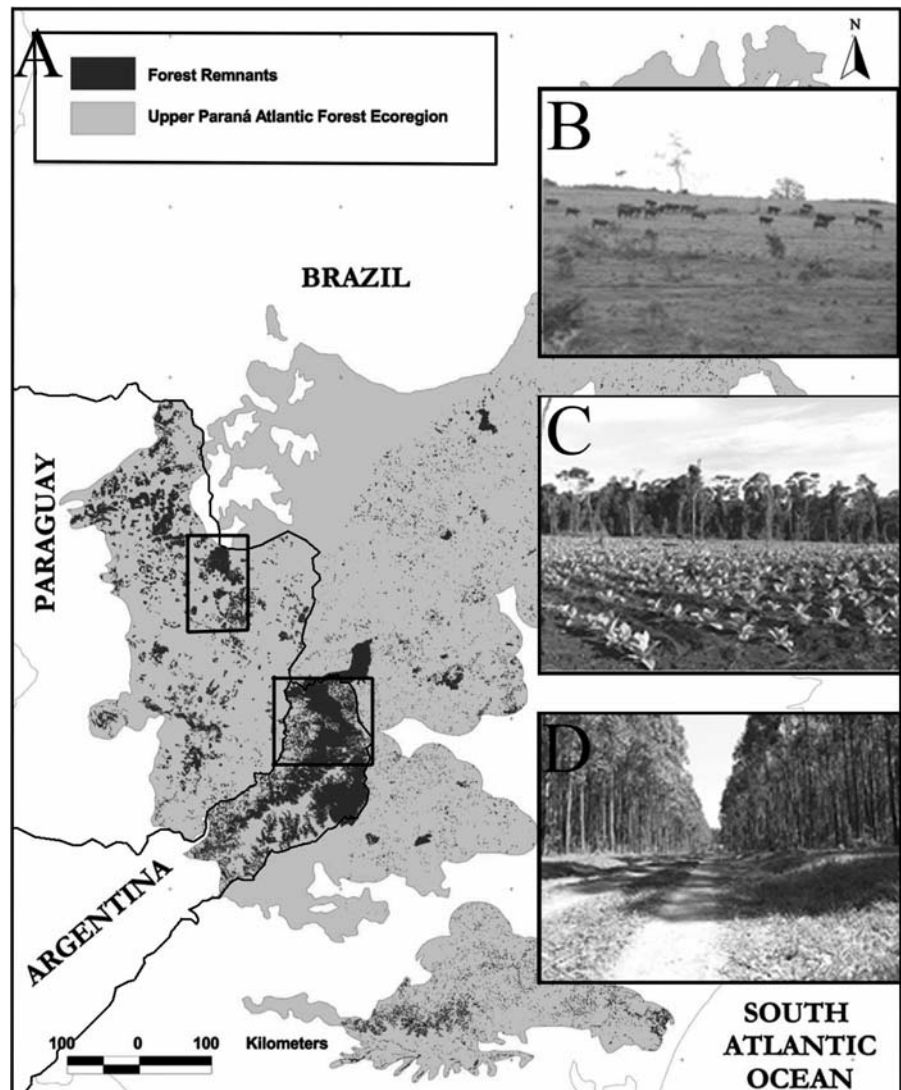 A
Forest Remnants
Upper Paraná Atlantic Forest Ecoregion
N
B
BRAZIL
C
PARAGUAY
D
ARGENTINA
100 0 100
Kilometers
SOUTH
ATLANTIC
OCEAN